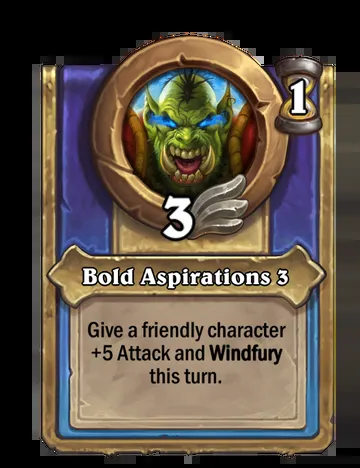 1
3
Bold Aspirations 3
Give a friendly character
+5 Attack and Windfury
this turn.